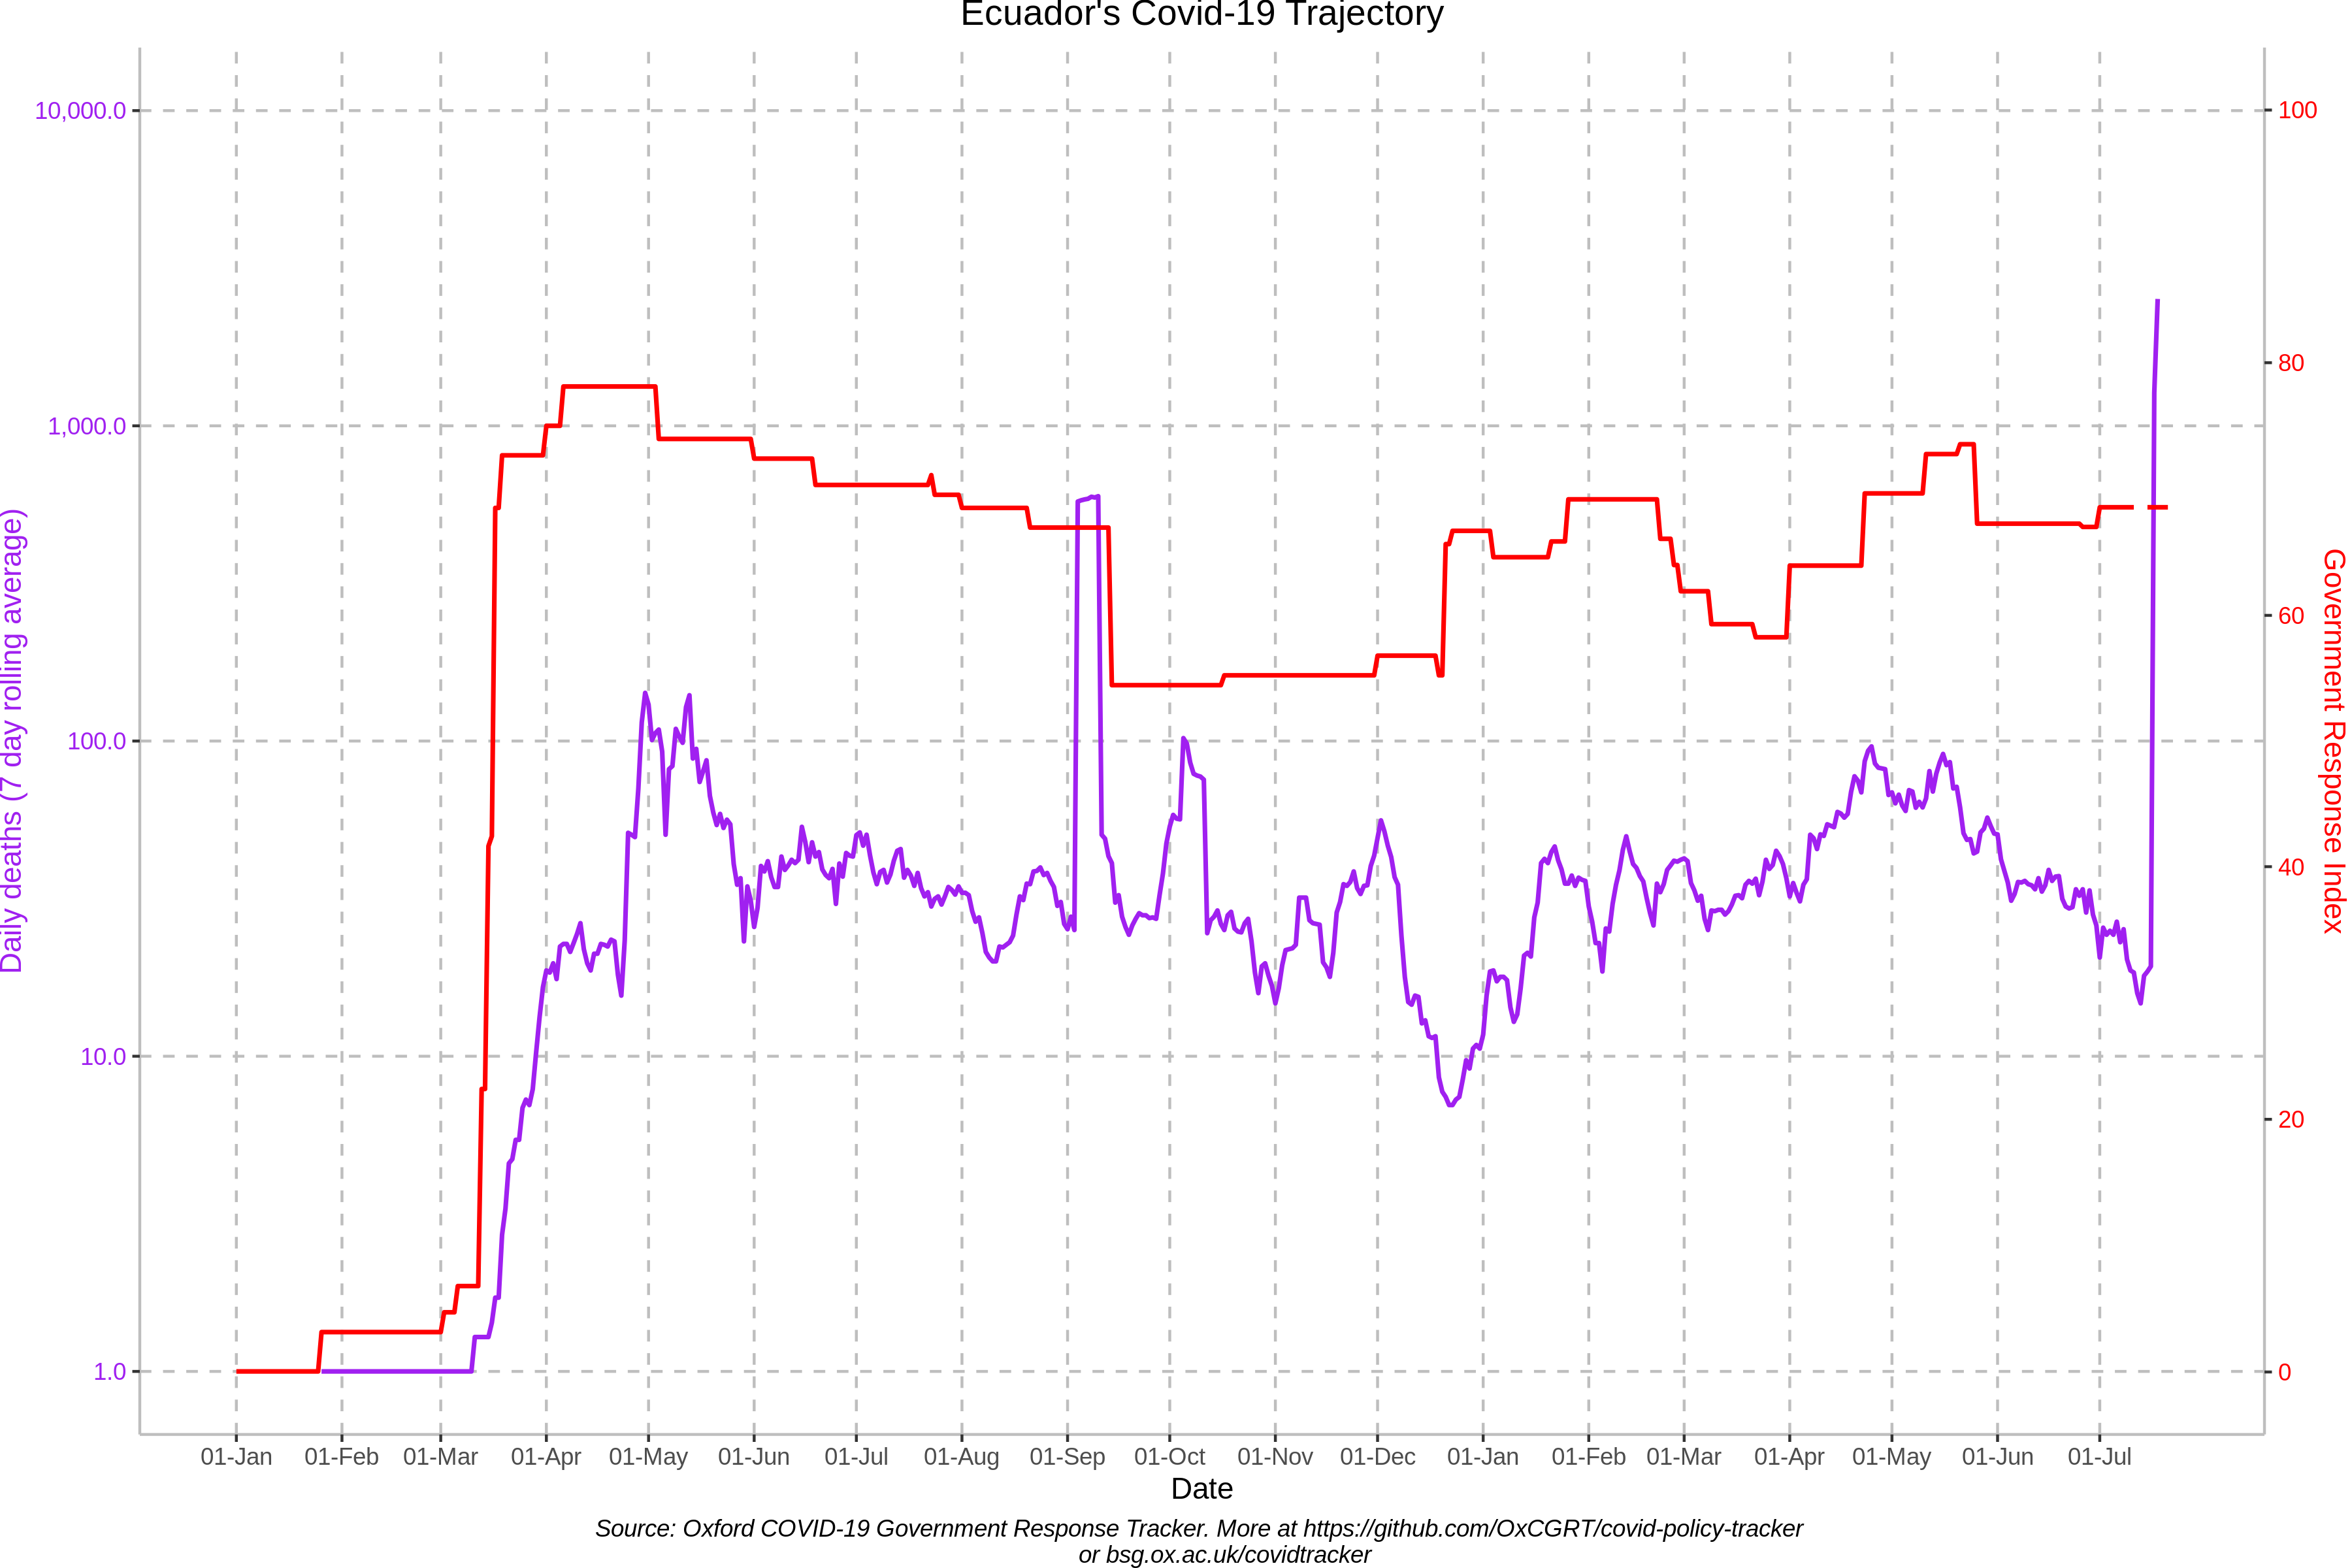 Ecuador's Covid-19 Trajectory
10,000.0
1,000.0
100.0
10.0
1.0
Daily deaths (7 day rolling average)
100
80
60
40
20
0
Government Response Index
01-Jan 01-Feb 01-Mar 01-Apr 01-May 01-Jun 01-Jul 01-Aug 01-Sep 01-Oct 01-Nov 01-Dec 01-Jan 01-Feb 01-Mar 01-Apr 01-May 01-Jun 01-Jul
Date
Source: Oxford COVID-19 Government Response Tracker. More at https://github.com/OxCGRT/covid-policy-tracker
or bsg.ox.ac.uk/covidtracker